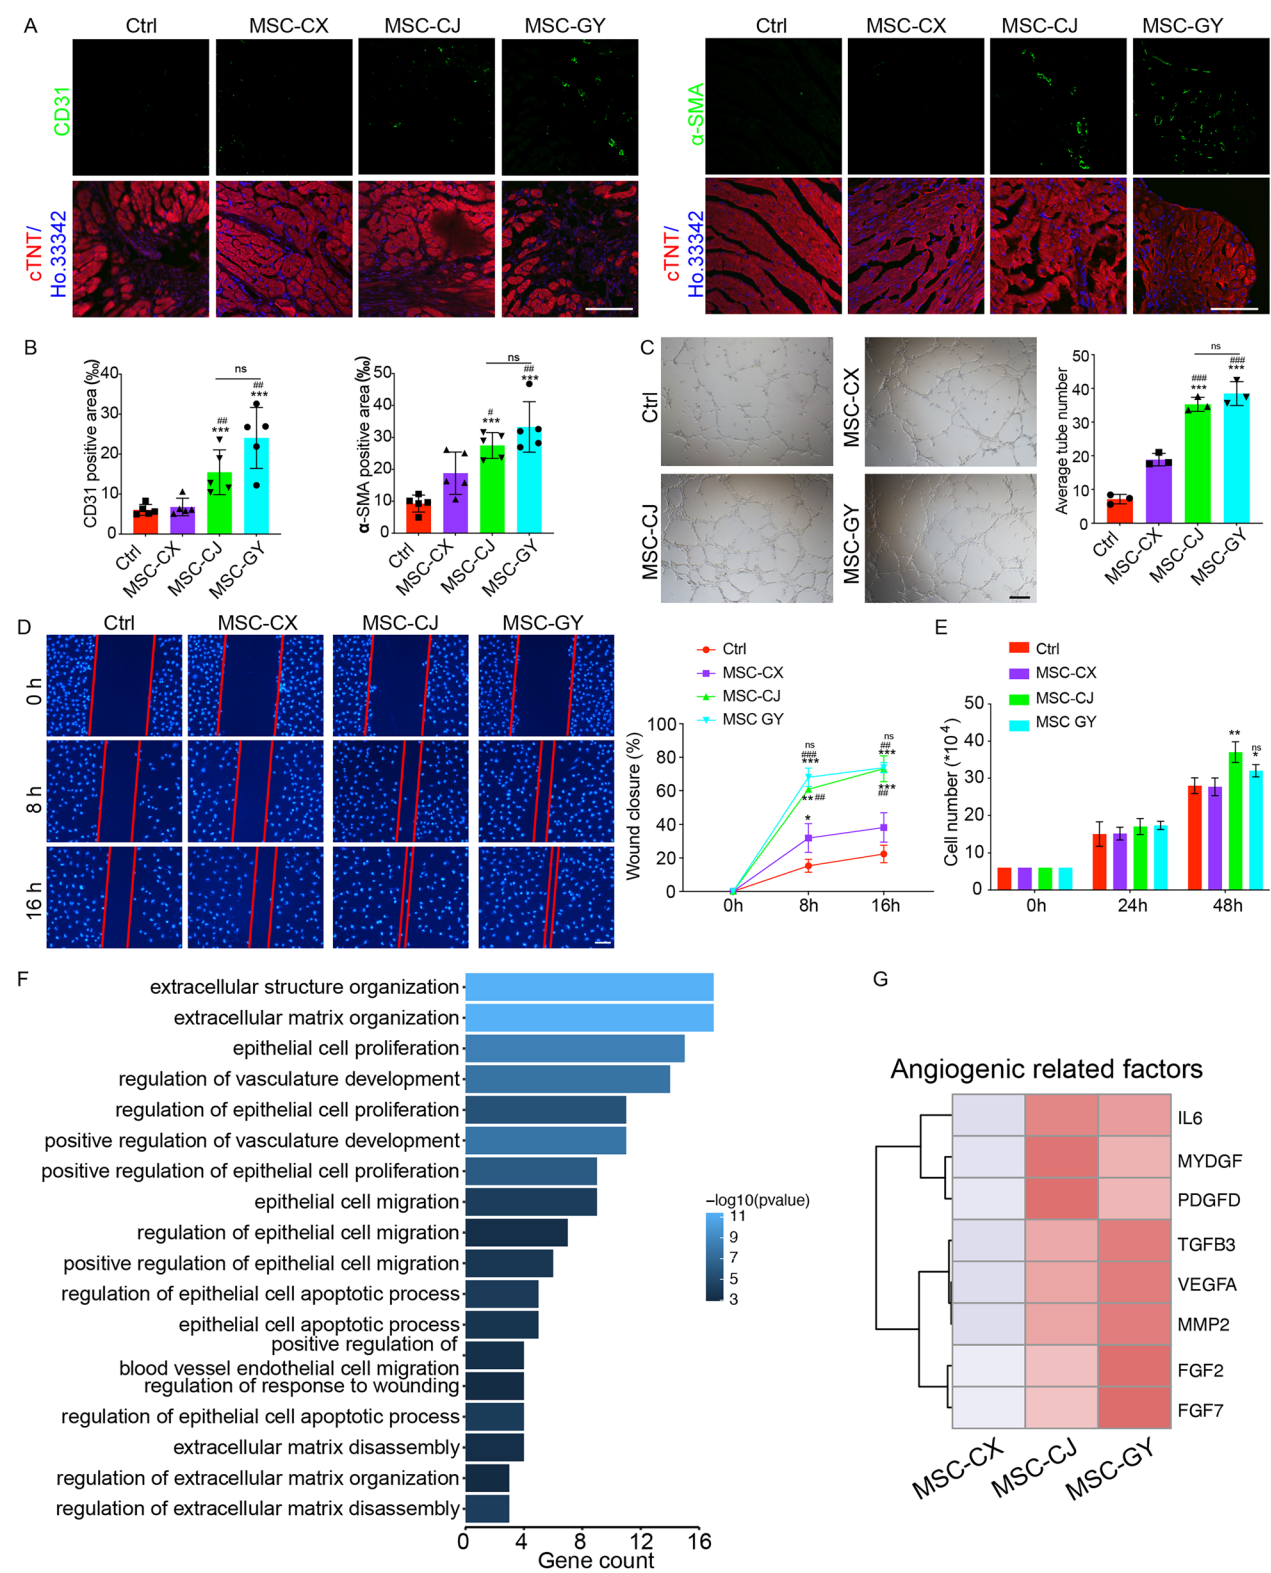 A
Ctrl MSC-CX MSC-CJ MSC-GY
Ctrl MSC-CX MSC-CJ MSC-GY
CD31
α-SMA
cTNT/
Ho.33342
cTNT/
Ho.33342
B
CD31 positive area (‰)
40
30
20
10
0
ns
##
***
##
***
Ctrl
MSC-CX
MSC-CJ
MSC-GY
α-SMA positive area (‰)
50
40
30
20
10
0
ns
##
***
#
***
Ctrl
MSC-CX
MSC-CJ
MSC-GY
C
Ctrl
MSC-CX
MSC-CJ
MSC-GY
Average tube number
50
40
30
20
10
0
ns
###
***
###
***
Ctrl
MSC-CX
MSC-CJ
MSC-GY
D
Ctrl MSC-CX MSC-CJ MSC-GY
0 h
8 h
16 h
Ctrl
MSC-CX
MSC-CJ
MSC GY
Wound closure (%)
100
80
60
40
20
0
ns
###
***
** ##
*
ns
##
***
***
##
0h 8h 16h
E
Ctrl
MSC-CX
MSC-CJ
MSC GY
Cell number (*10⁴)
50
40
30
20
10
0
**
ns
*
0h 24h 48h
F
extracellular structure organization
extracellular matrix organization
epithelial cell proliferation
regulation of vasculature development
regulation of epithelial cell proliferation
positive regulation of vasculature development
positive regulation of epithelial cell proliferation
epithelial cell migration
regulation of epithelial cell migration
positive regulation of epithelial cell migration
regulation of epithelial cell apoptotic process
epithelial cell apoptotic process
positive regulation of
blood vessel endothelial cell migration
regulation of response to wounding
regulation of epithelial cell apoptotic process
extracellular matrix disassembly
regulation of extracellular matrix organization
regulation of extracellular matrix disassembly
0 4 8 12 16
Gene count
−log10(pvalue)
11
9
7
5
3
G
Angiogenic related factors
IL6
MYDGF
PDGFD
TGFB3
VEGFA
MMP2
FGF2
FGF7
MSC-CX
MSC-CJ
MSC-GY